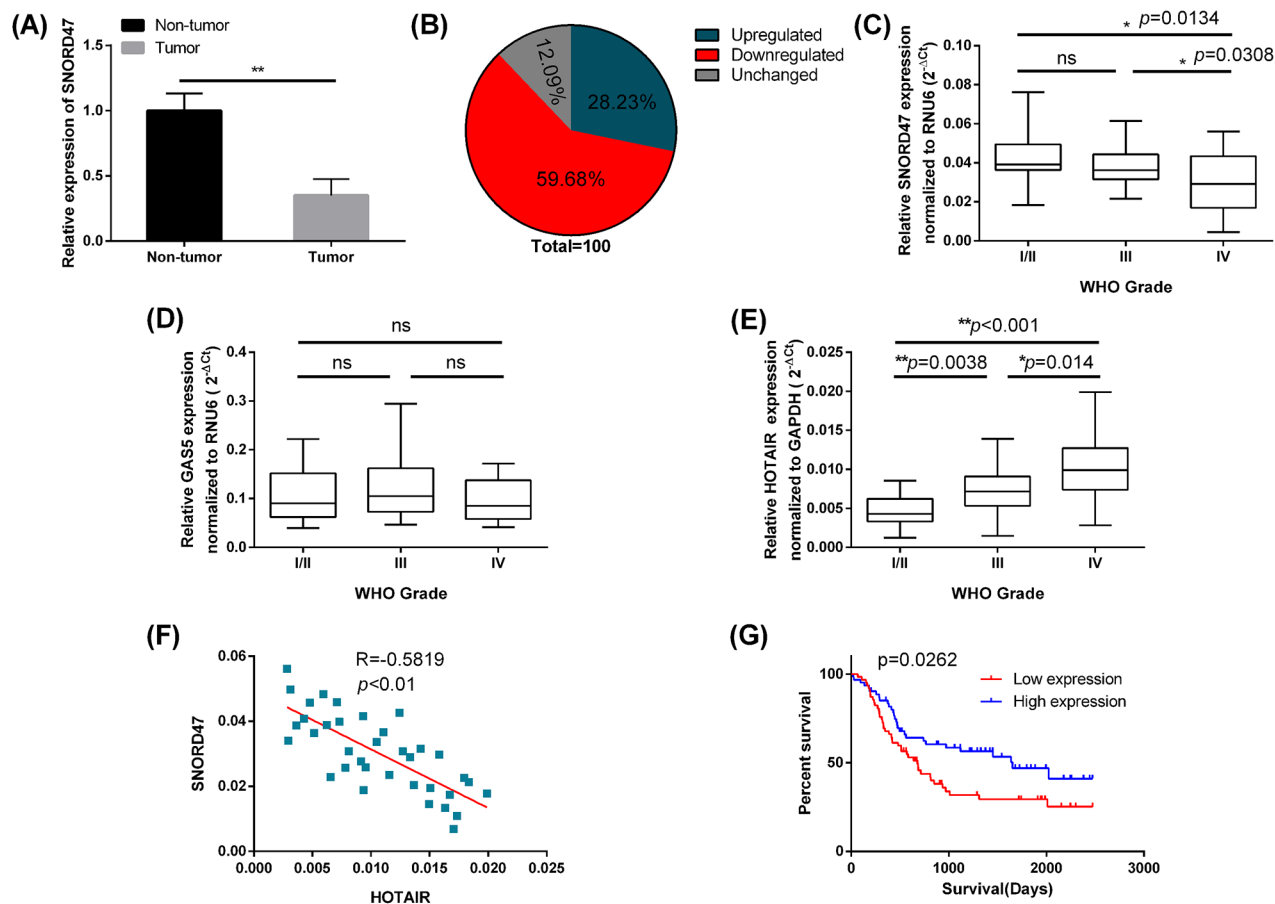 (A)
Non-tumor
Tumor
Relative expression of SNORD47
1.5
1.0
0.5
0.0
**
Non-tumor Tumor
(B)
12.09%
28.23%
59.68%
Total=100
Upregulated
Downregulated
Unchanged
(C)
* p=0.0134
ns
* p=0.0308
Relative SNORD47 expression
normalized to RNU6 (2-ΔCt)
0.10
0.08
0.06
0.04
0.02
0.00
I/II III IV
WHO Grade
(D)
ns
ns ns
Relative GAS5 expression
normalized to RNU6 ( 2-ΔCt)
0.4
0.3
0.2
0.1
0.0
I/II III IV
WHO Grade
(E)
**p<0.001
**p=0.0038 *p=0.014
Relative HOTAIR expression
normalized to GAPDH ( 2-ΔCt)
0.025
0.020
0.015
0.010
0.005
0.000
I/II III IV
WHO Grade
(F)
R=-0.5819
p<0.01
SNORD47
0.06
0.04
0.02
0.00
0.000 0.005 0.010 0.015 0.020 0.025
HOTAIR
(G)
p=0.0262
Low expression
High expression
Percent survival
100
50
0
0 1000 2000 3000
Survival(Days)